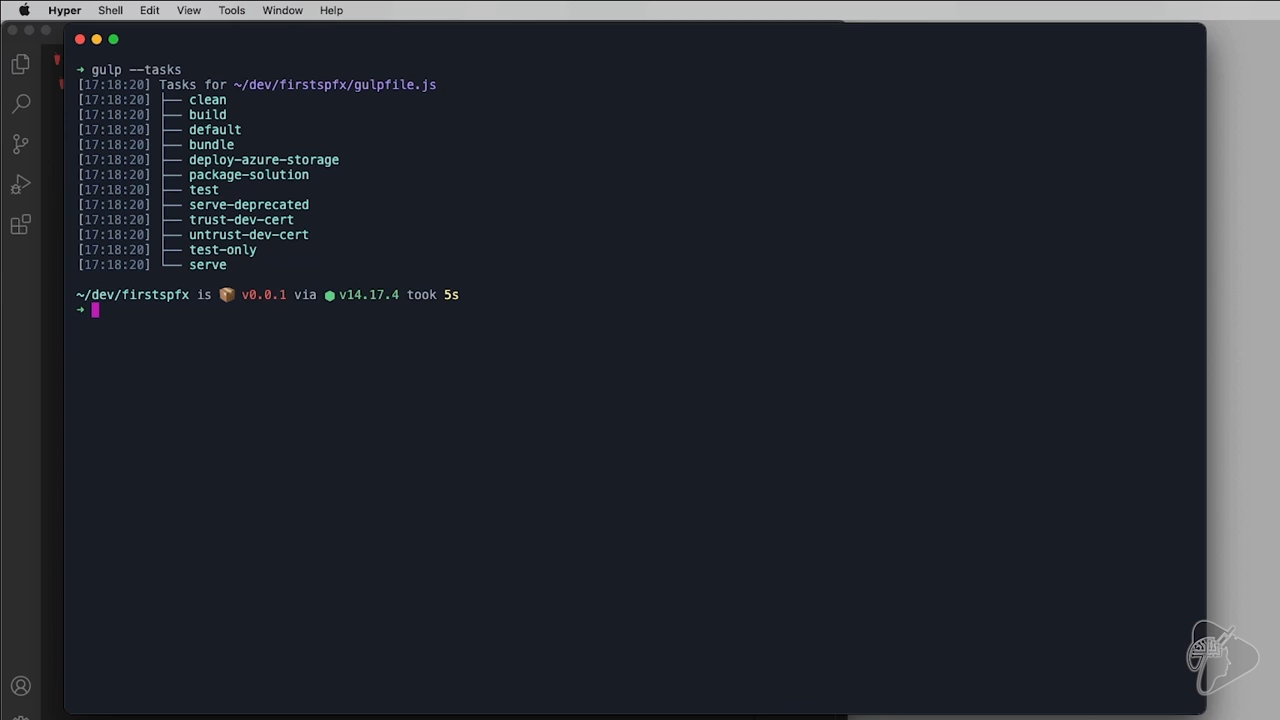 Hyper Shell Edit View Tools Window Help
➜ gulp --tasks
[17:18:20] Tasks for ~/dev/firstspfx/gulpfile.js
[17:18:20] ├── clean
[17:18:20] ├── build
[17:18:20] ├── default
[17:18:20] ├── bundle
[17:18:20] ├── deploy-azure-storage
[17:18:20] ├── package-solution
[17:18:20] ├── test
[17:18:20] ├── serve-deprecated
[17:18:20] ├── trust-dev-cert
[17:18:20] ├── untrust-dev-cert
[17:18:20] ├── test-only
[17:18:20] └── serve
~/dev/firstspfx is 📦 v0.0.1 via ⬢ v14.17.4 took 5s
➜